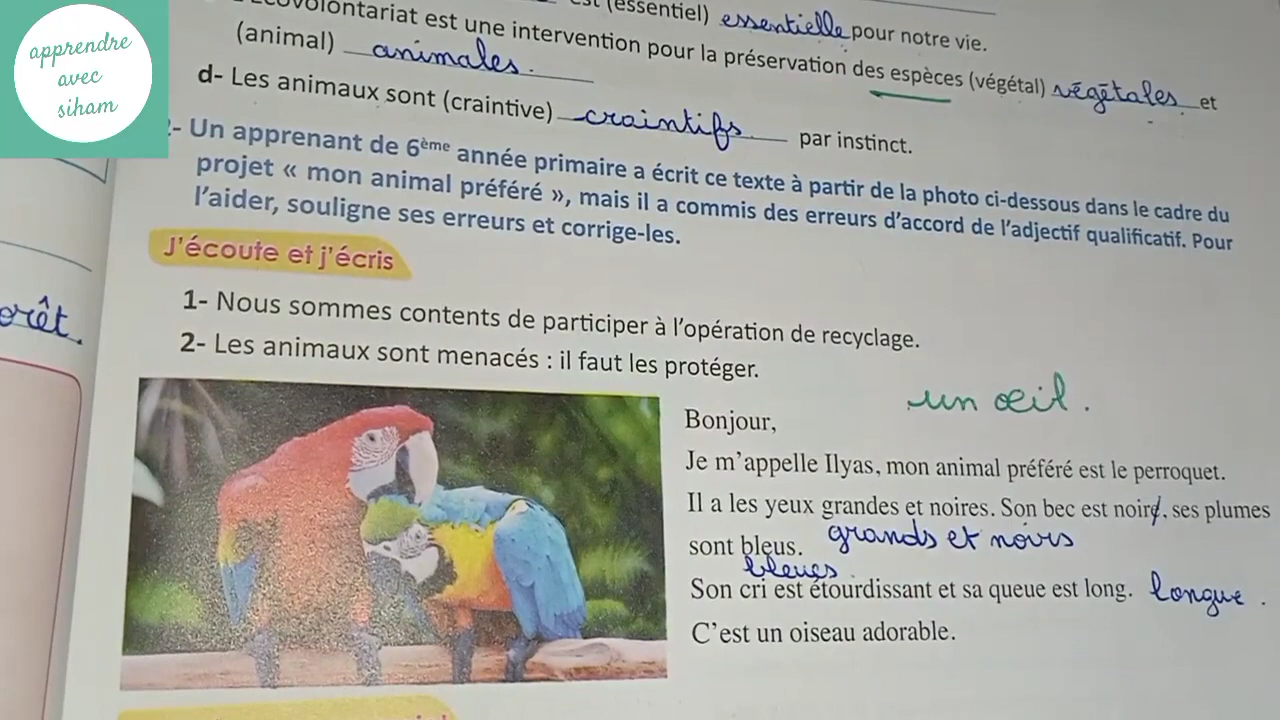 apprendre
avec
siham
est (essentiel) essentielle pour notre vie.
est une intervention pour la préservation des espèces (végétal) végétales et
(animal) animales.
d- Les animaux sont (craintive) craintifs par instinct.
2- Un apprenant de 6ème année primaire a écrit ce texte à partir de la photo ci-dessous dans le cadre du
projet « mon animal préféré », mais il a commis des erreurs d'accord de l'adjectif qualificatif. Pour
l'aider, souligne ses erreurs et corrige-les.
J'écoute et j'écris
1- Nous sommes contents de participer à l'opération de recyclage.
2- Les animaux sont menacés : il faut les protéger.
un œil.
Bonjour,
Je m'appelle Ilyas, mon animal préféré est le perroquet.
Il a les yeux grandes et noires. Son bec est noire, ses plumes
sont bleus. grands et noirs
bleues
Son cri est étourdissant et sa queue est long. longue.
C'est un oiseau adorable.